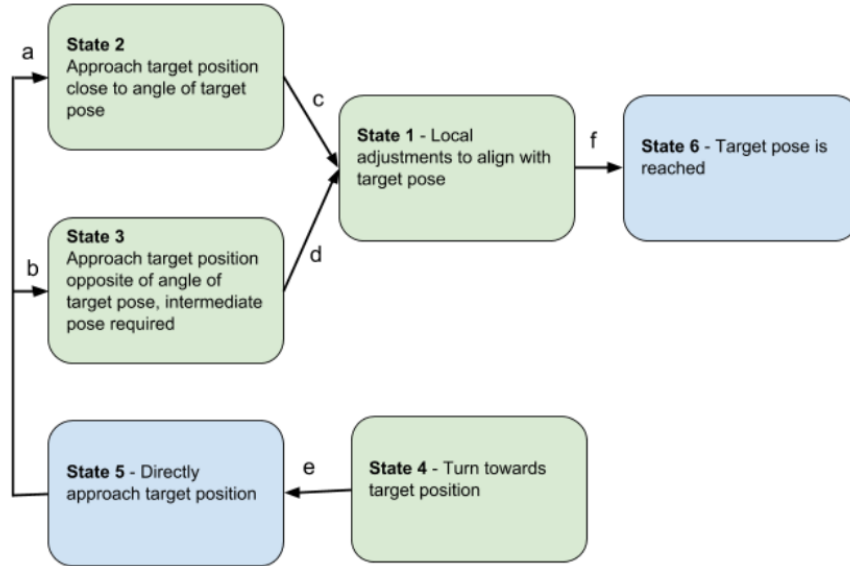 a
State 2
Approach target position
close to angle of target
pose
c
State 1 - Local
adjustments to align with
target pose
f
State 6 - Target pose is
reached
b
State 3
Approach target position
opposite of angle of
target pose, intermediate
pose required
d
State 5 - Directly
approach target position
e
State 4 - Turn towards
target position